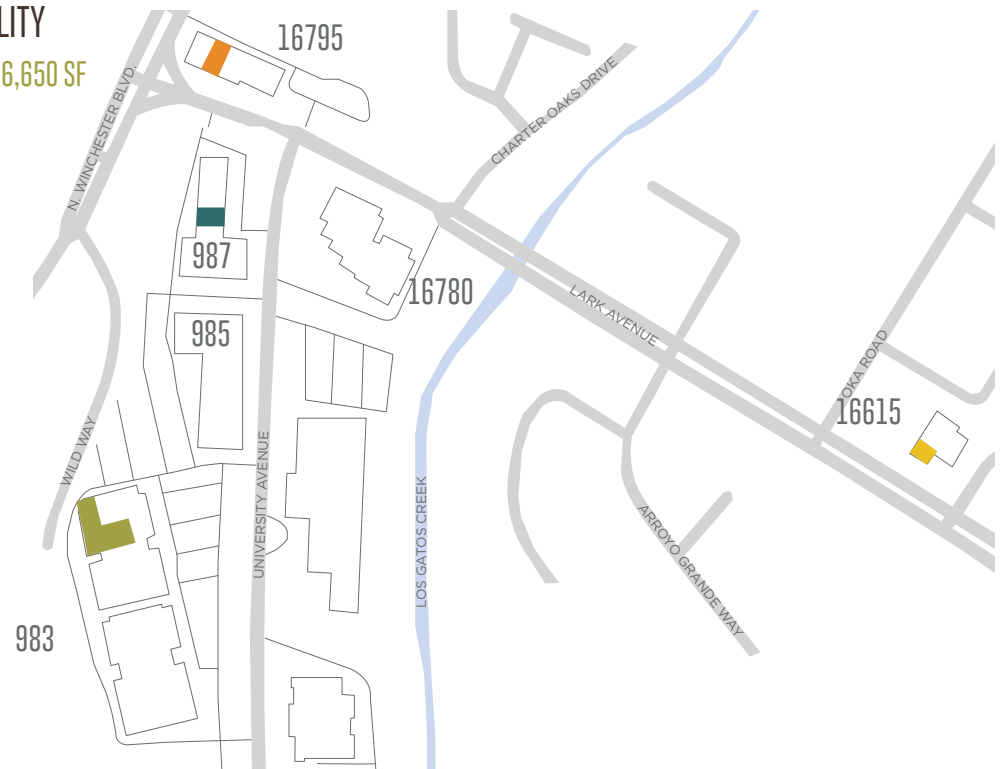 LITY
6,650 SF
16795
N. WINCHESTER BLVD.
CHARTER OAKS DRIVE
987
16780
985
LARK AVENUE
OKA ROAD
16615
WILD WAY
UNIVERSITY AVENUE
LOS GATOS CREEK
ARROYO GRANDE WAY
983